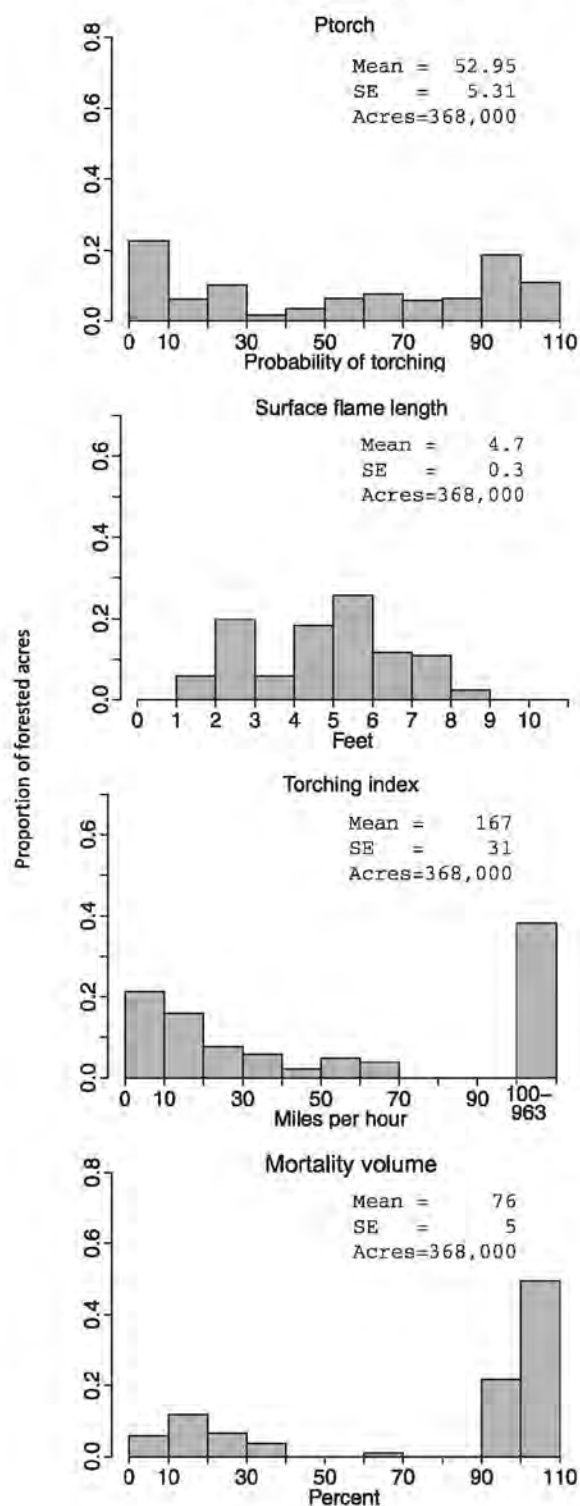 Proportion of forested acres
Ptorch
Mean = 52.95
SE = 5.31
Acres=368,000
0.8
0.6
0.4
0.2
0.0
0 10 30 50 70 90 110
Probability of torching
Surface flame length
Mean = 4.7
SE = 0.3
Acres=368,000
0.6
0.4
0.2
0.0
0 1 2 3 4 5 6 7 8 9 10
Feet
Torching index
Mean = 167
SE = 31
Acres=368,000
0.6
0.4
0.2
0.0
0 10 30 50 70 90 100–
963
Miles per hour
Mortality volume
Mean = 76
SE = 5
Acres=368,000
0.8
0.6
0.4
0.2
0.0
0 10 30 50 70 90 110
Percent